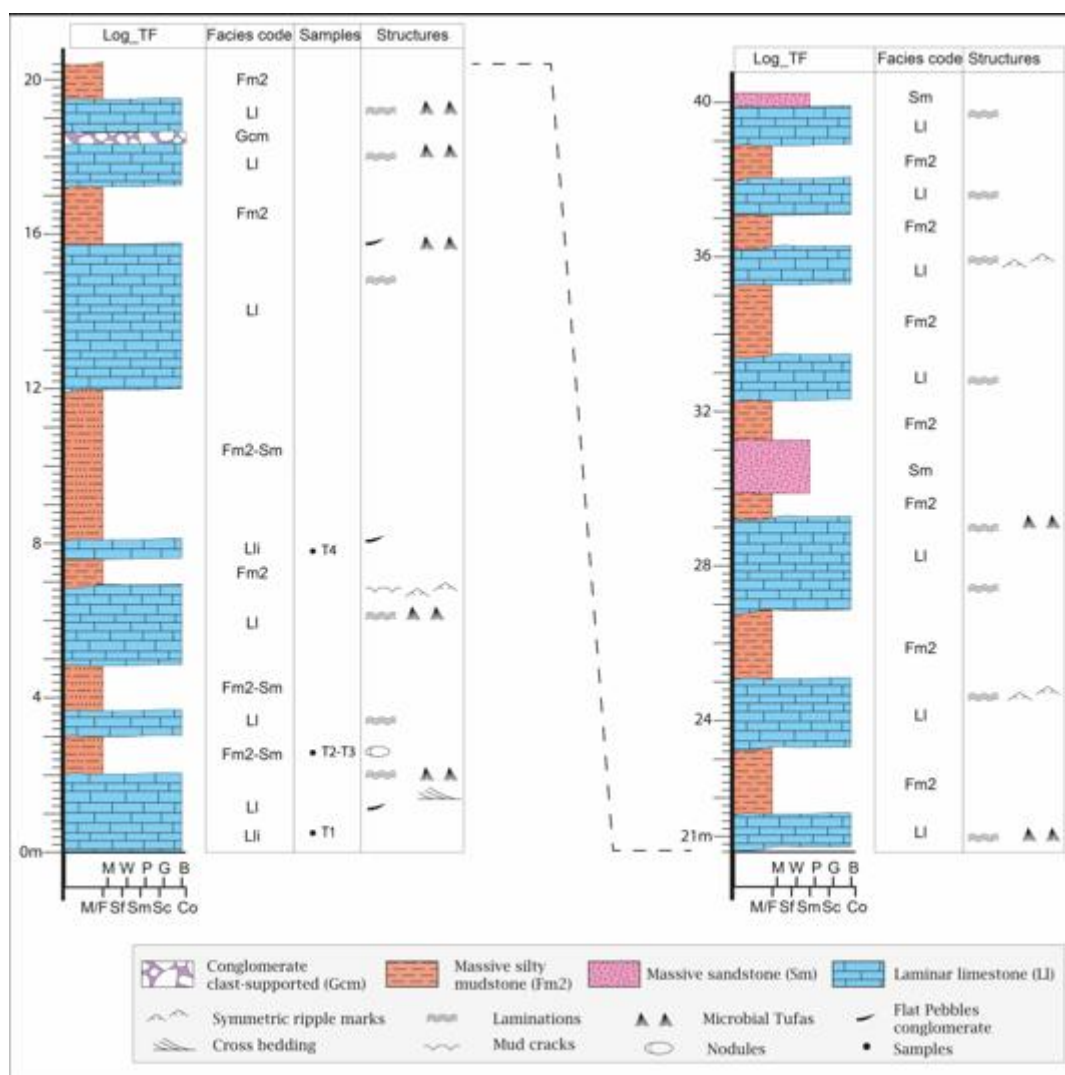 Log_TF Facies code Samples Structures
20
Fm2
Ll
Gcm
Ll
Fm2
16
Ll
12
Fm2-Sm
8
Lli T4
Fm2
Ll
Fm2-Sm
4
Ll
Fm2-Sm T2-T3
Ll
Lli T1
0m
M W P G B
M/F Sf Sm Sc Co
Log_TF Facies code Structures
40
Sm
Ll
Fm2
Ll
Fm2
36
Ll
Fm2
Ll
32
Fm2
Sm
Fm2
Ll
28
Fm2
24
Ll
Fm2
21m
Ll
M W P G B
M/F Sf Sm Sc Co
Conglomerate
clast-supported (Gcm)
Massive silty
mudstone (Fm2)
Massive sandstone (Sm)
Laminar limestone (Ll)
Symmetric ripple marks
Laminations
Microbial Tufas
Flat Pebbles
conglomerate
Cross bedding
Mud cracks
Nodules
Samples